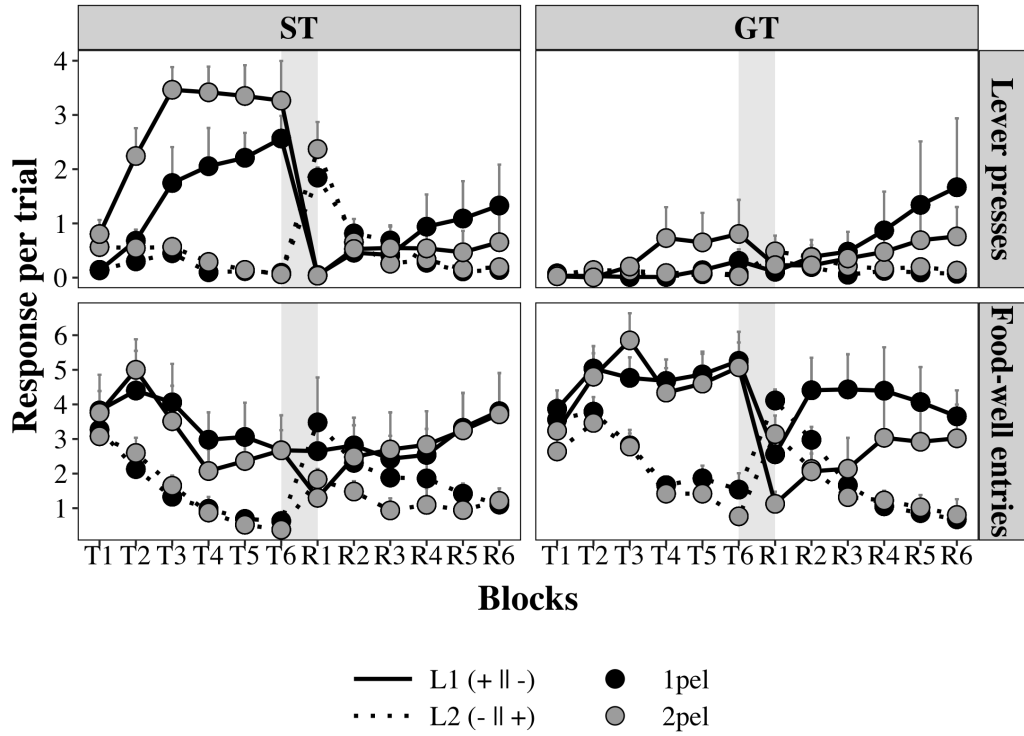 ST
GT
Response per trial
4
3
2
1
0
Lever presses
6
5
4
3
2
1
Food-well entries
T1 T2 T3 T4 T5 T6 R1 R2 R3 R4 R5 R6
T1 T2 T3 T4 T5 T6 R1 R2 R3 R4 R5 R6
Blocks
L1 (+ || -)
1pel
L2 (- || +)
2pel